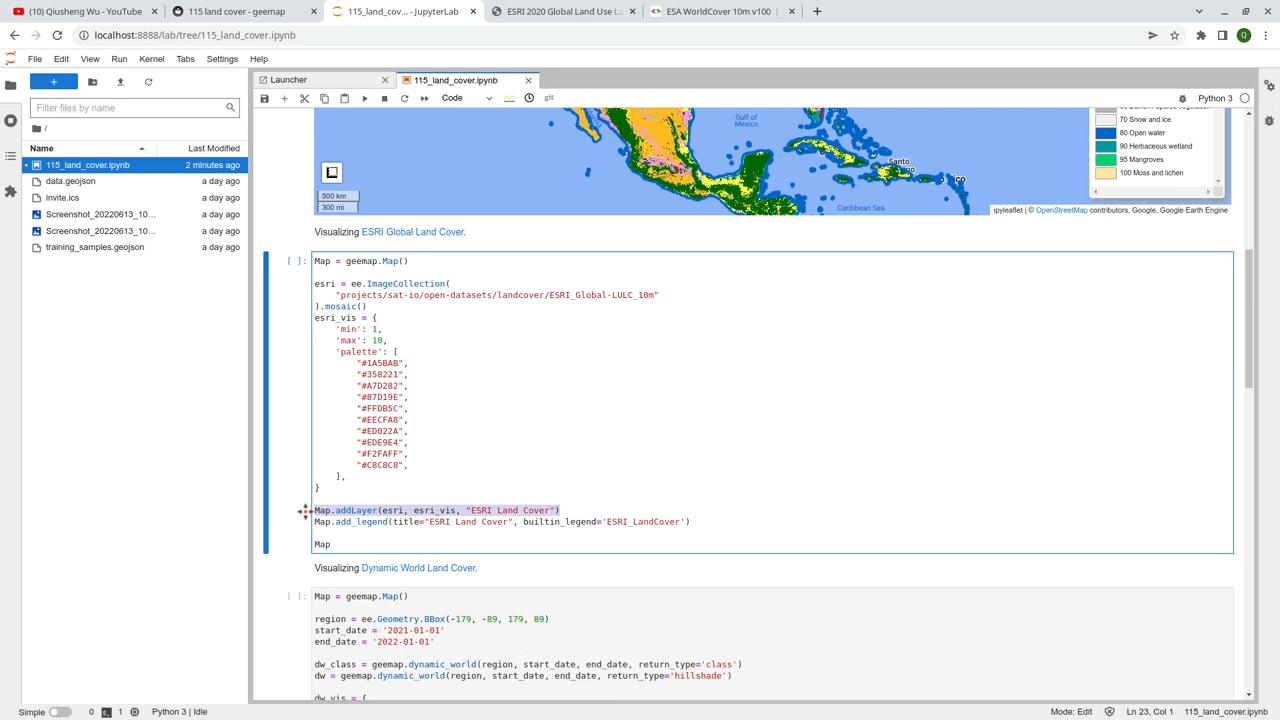 (10) Qiusheng Wu - YouTube
115 land cover - geemap
115_land_cov... - JupyterLab
ESRI 2020 Global Land Use L
ESA WorldCover 10m v100
localhost:8888/lab/tree/115_land_cover.ipynb
Q
File Edit View Run Kernel Tabs Settings Help
Launcher
115_land_cover.ipynb
Code
git
Python 3
Filter files by name
/
Name Last Modified
115_land_cover.ipynb 2 minutes ago
data.geojson a day ago
invite.ics a day ago
Screenshot_20220613_10... a day ago
Screenshot_20220613_10... a day ago
training_samples.geojson a day ago
Gulf of
Mexico
Santo
Caribbean Sea
500 km
300 mi
70 Snow and ice
80 Open water
90 Herbaceous wetland
95 Mangroves
100 Moss and lichen
ipyleaflet | © OpenStreetMap contributors, Google, Google Earth Engine
Visualizing ESRI Global Land Cover.
[ ]: Map = geemap.Map()
esri = ee.ImageCollection(
"projects/sat-io/open-datasets/landcover/ESRI_Global-LULC_10m"
).mosaic()
esri_vis = {
'min': 1,
'max': 10,
'palette': [
"#1A5BAB",
"#358221",
"#A7D282",
"#87D19E",
"#FFDB5C",
"#EECFA8",
"#ED022A",
"#EDE9E4",
"#F2FAFF",
"#C8C8C8",
],
}
Map.addLayer(esri, esri_vis, "ESRI Land Cover")
Map.add_legend(title="ESRI Land Cover", builtin_legend='ESRI_LandCover')
Map
Visualizing Dynamic World Land Cover.
[ ]: Map = geemap.Map()
region = ee.Geometry.BBox(-179, -89, 179, 89)
start_date = '2021-01-01'
end_date = '2022-01-01'
dw_class = geemap.dynamic_world(region, start_date, end_date, return_type='class')
dw = geemap.dynamic_world(region, start_date, end_date, return_type='hillshade')
dw_vis = {
Simple 0 1 Python 3 | Idle
Mode: Edit Ln 23, Col 1 115_land_cover.ipynb